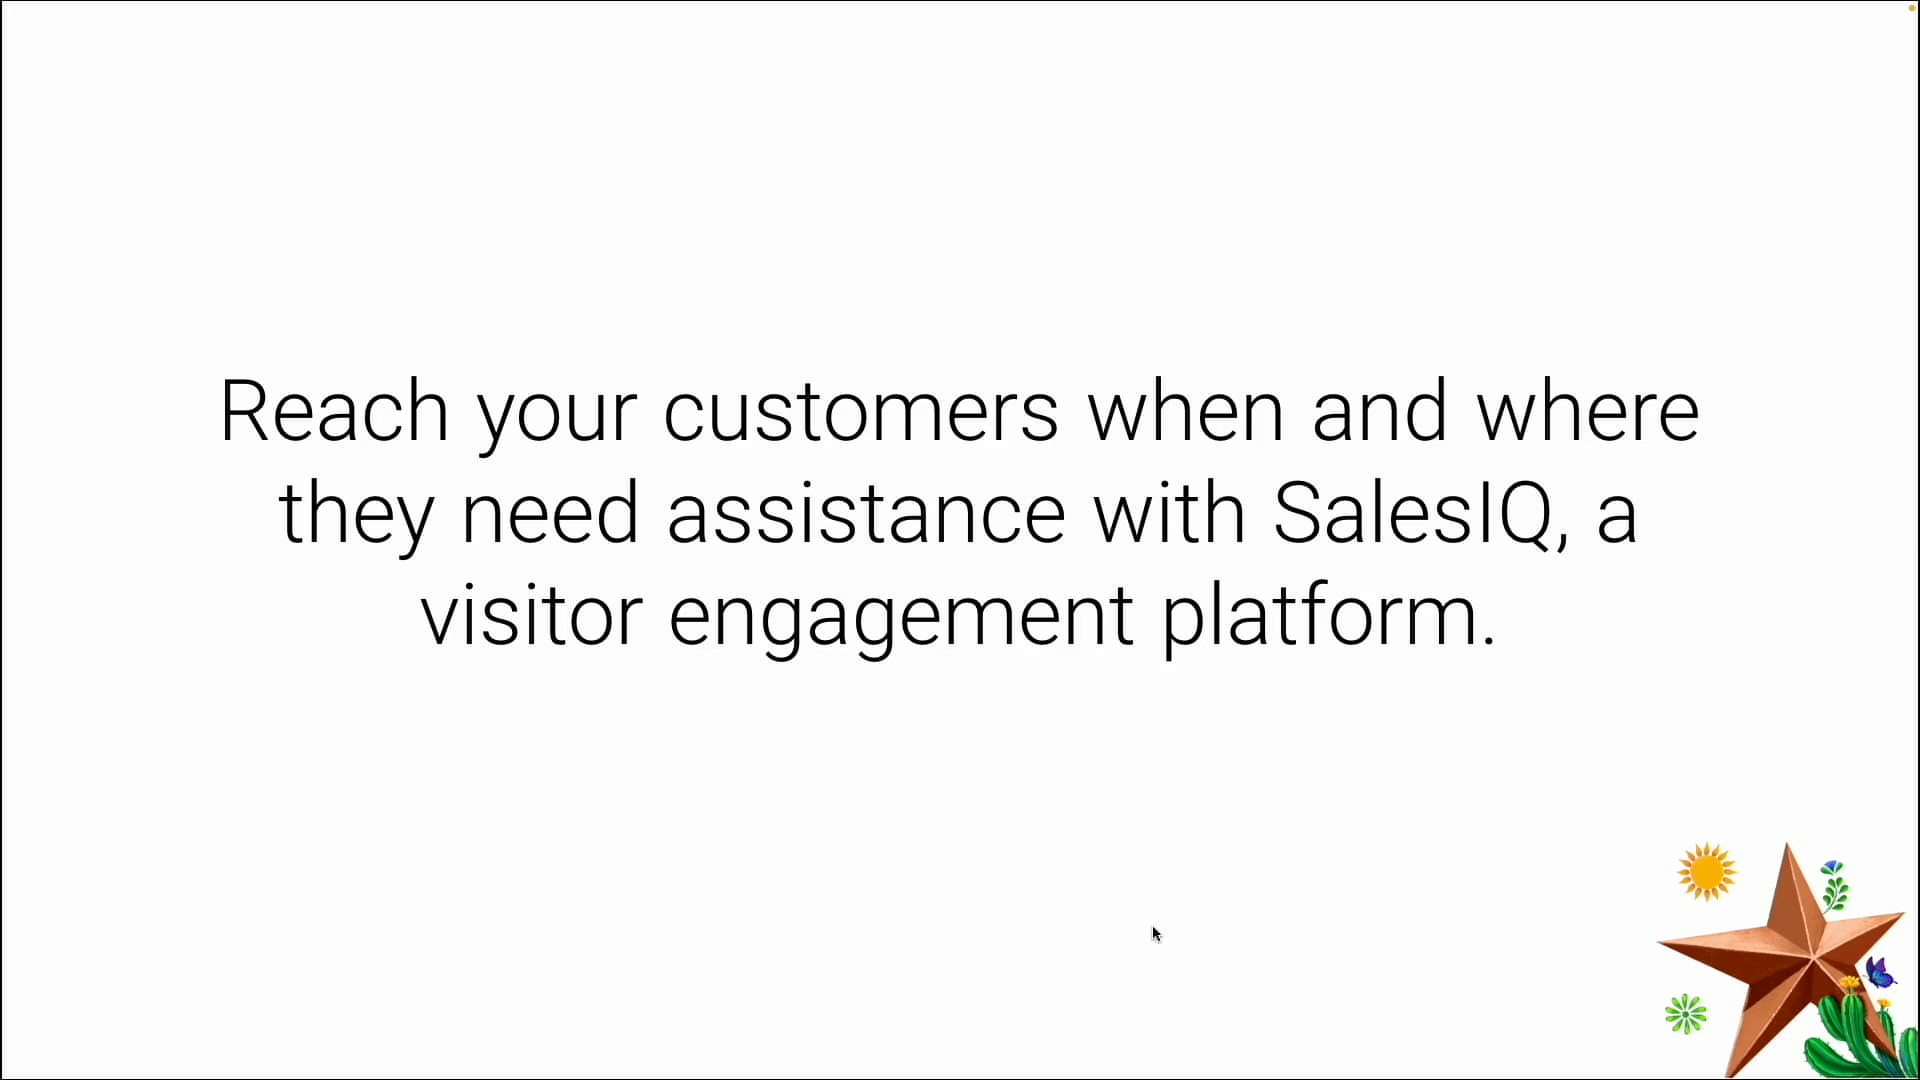 Reach your customers when and where
they need assistance with SalesIQ, a
visitor engagement platform.